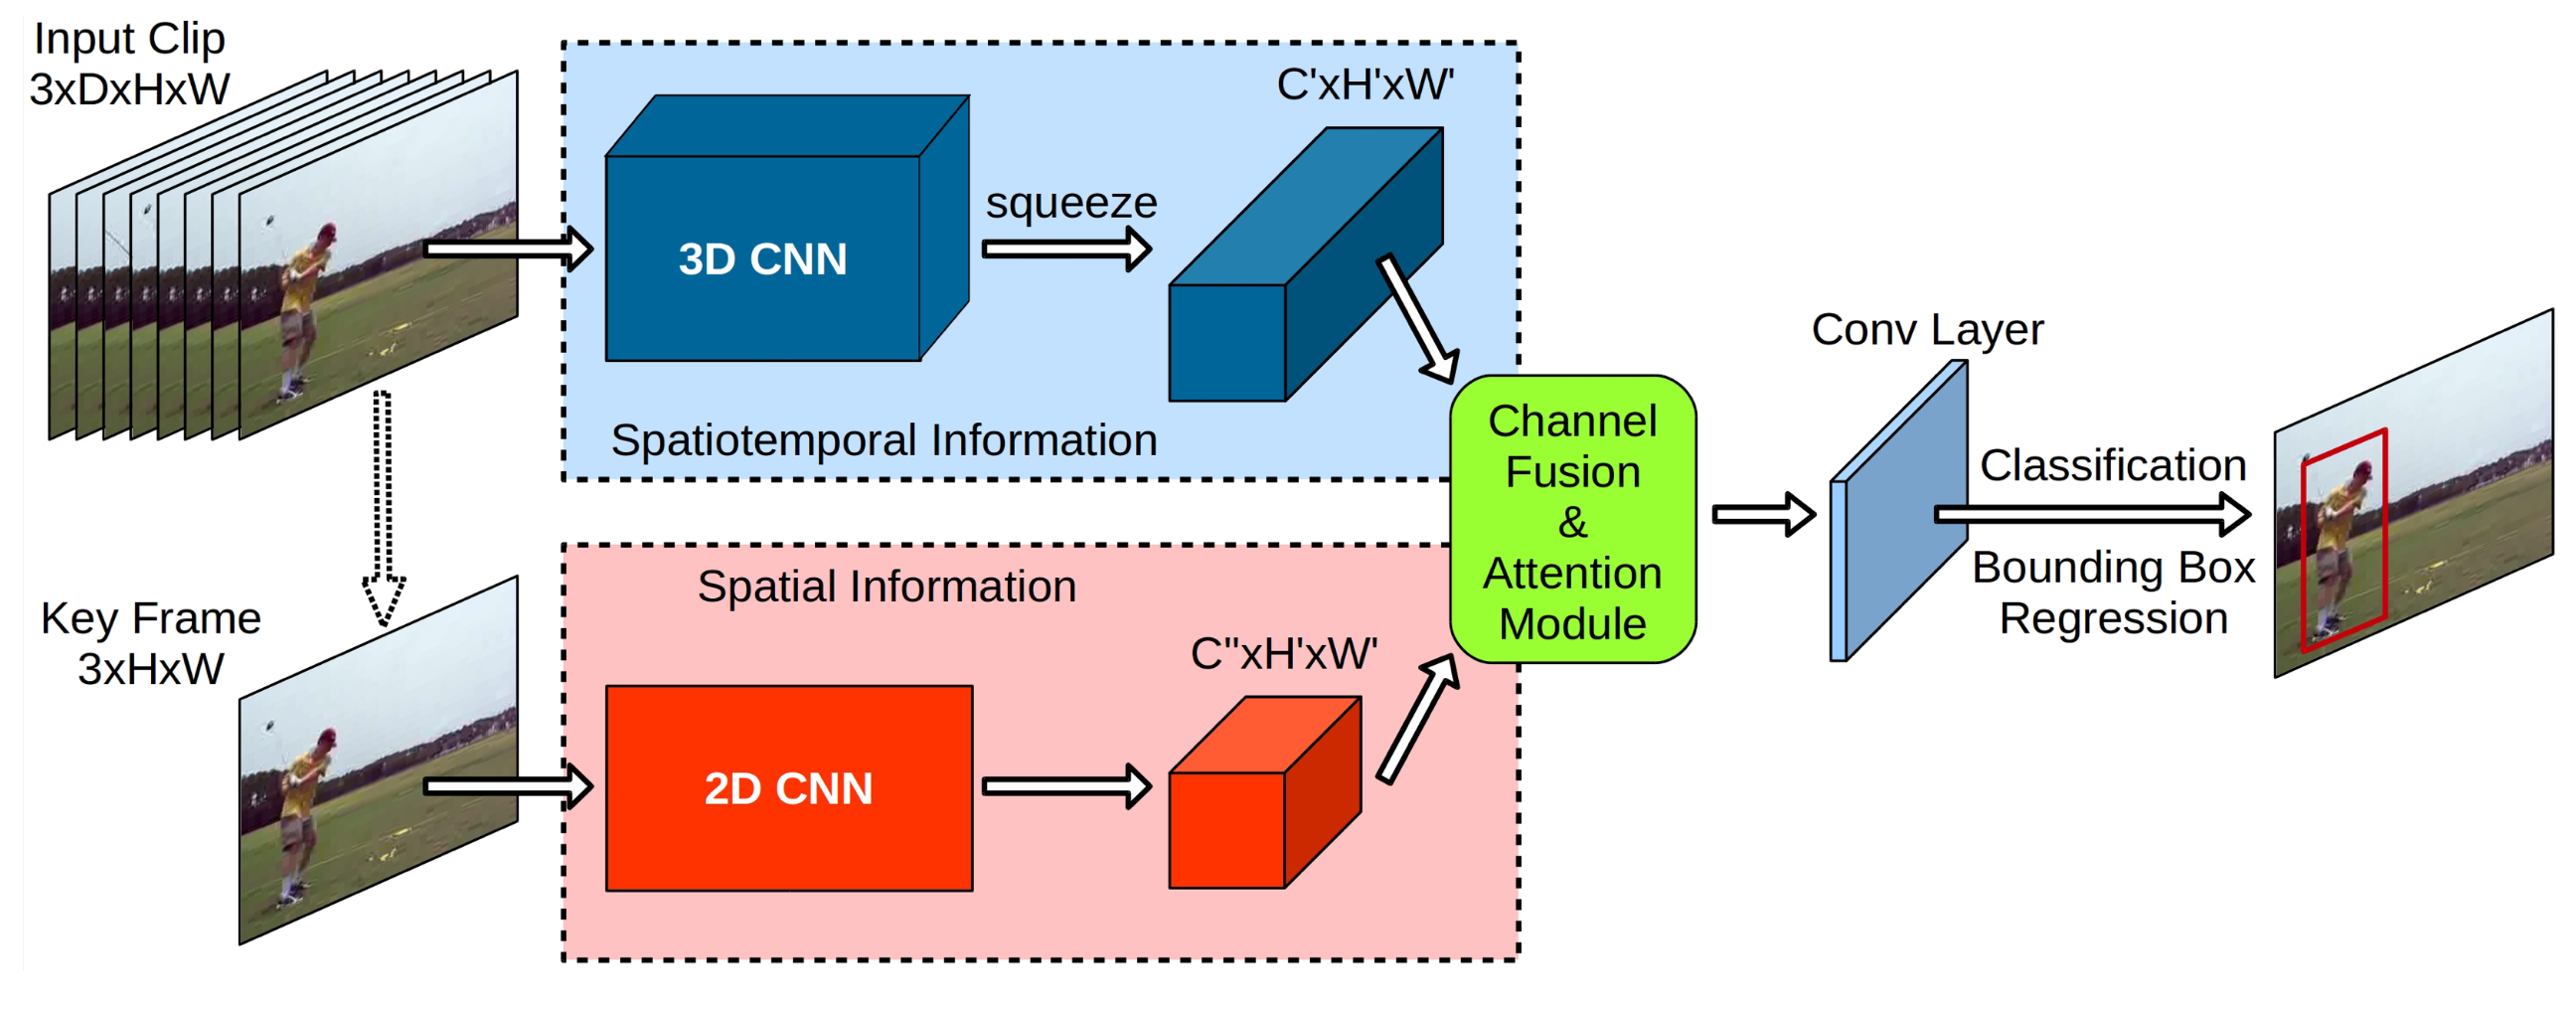 Input Clip
3xDxHxW
C'xH'xW'
3D CNN
squeeze
Spatiotemporal Information
Key Frame
3xHxW
Spatial Information
C"xH'xW'
2D CNN
Channel
Fusion
&
Attention
Module
Conv Layer
Classification
Bounding Box
Regression